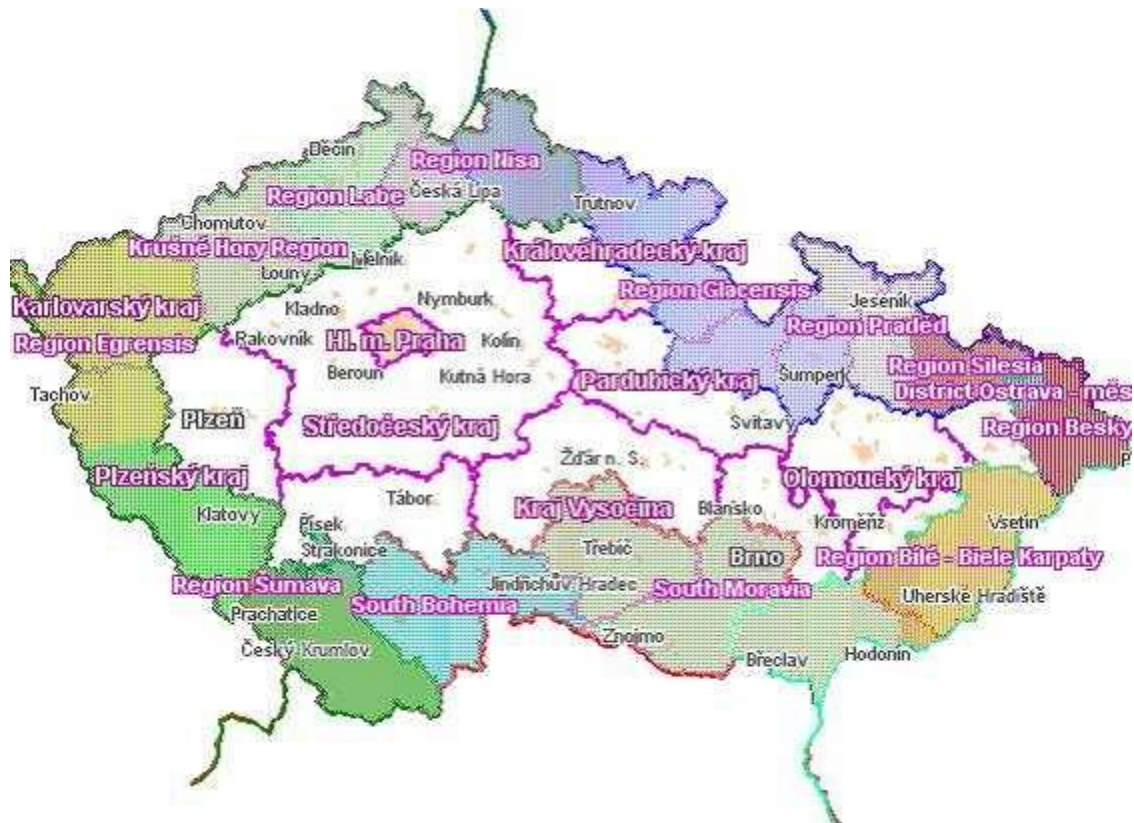 Děčín
Region Nisa
Region Labe
Česká Lípa
Trutnov
Chomutov
Krušné Hory Region
Královéhradecký kraj
Louny
Mělník
Karlovarský kraj
Kladno
Nymburk
Region Glacensis
Jeseník
Region Praděd
Region Egrensis
Rakovník
Hl. m. Praha
Kolín
Beroun
Kutná Hora
Pardubický kraj
Šumperk
Region Silesia
District Ostrava - měs
Tachov
Plzeň
Středočeský kraj
Svitavy
Region Besky
Plzeňský kraj
Žďár n. S.
Olomoucký kraj
P
Klatovy
Tábor
Kraj Vysočina
Blansko
Kroměříž
Vsetín
Písek
Strakonice
Třebíč
Brno
Region Bílé - Biele Karpaty
Region Šumava
Jindřichův Hradec
South Moravia
Uherské Hradiště
Prachatice
South Bohemia
Znojmo
Český Krumlov
Břeclav
Hodonín